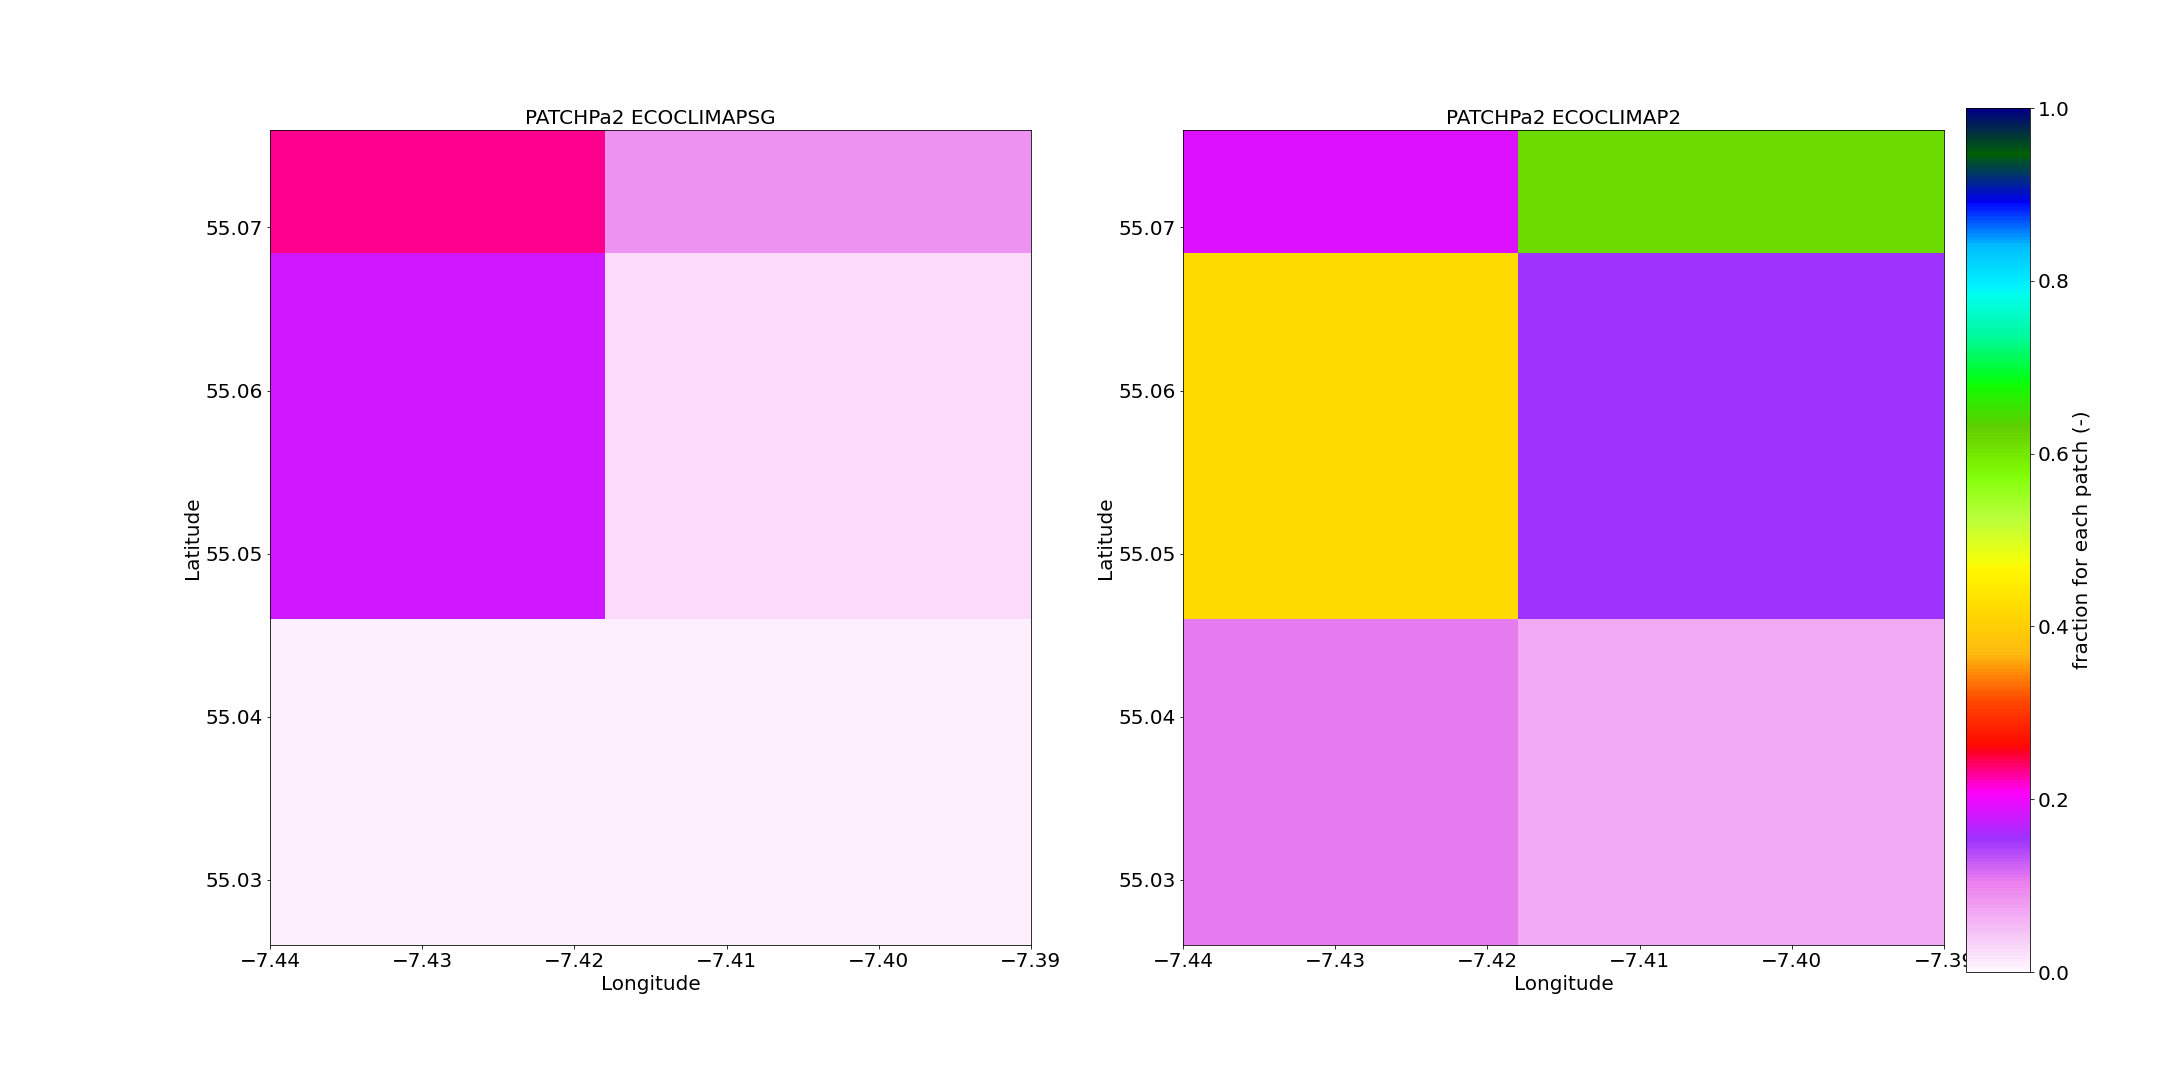 PATCHPa2 ECOCLIMAPSG
55.07
55.06
55.05
55.04
55.03
Latitude
−7.44 −7.43 −7.42 −7.41 −7.40 −7.39
Longitude
PATCHPa2 ECOCLIMAP2
55.07
55.06
55.05
55.04
55.03
Latitude
−7.44 −7.43 −7.42 −7.41 −7.40 −7.39
Longitude
1.0
0.8
0.6
0.4
0.2
0.0
fraction for each patch (-)